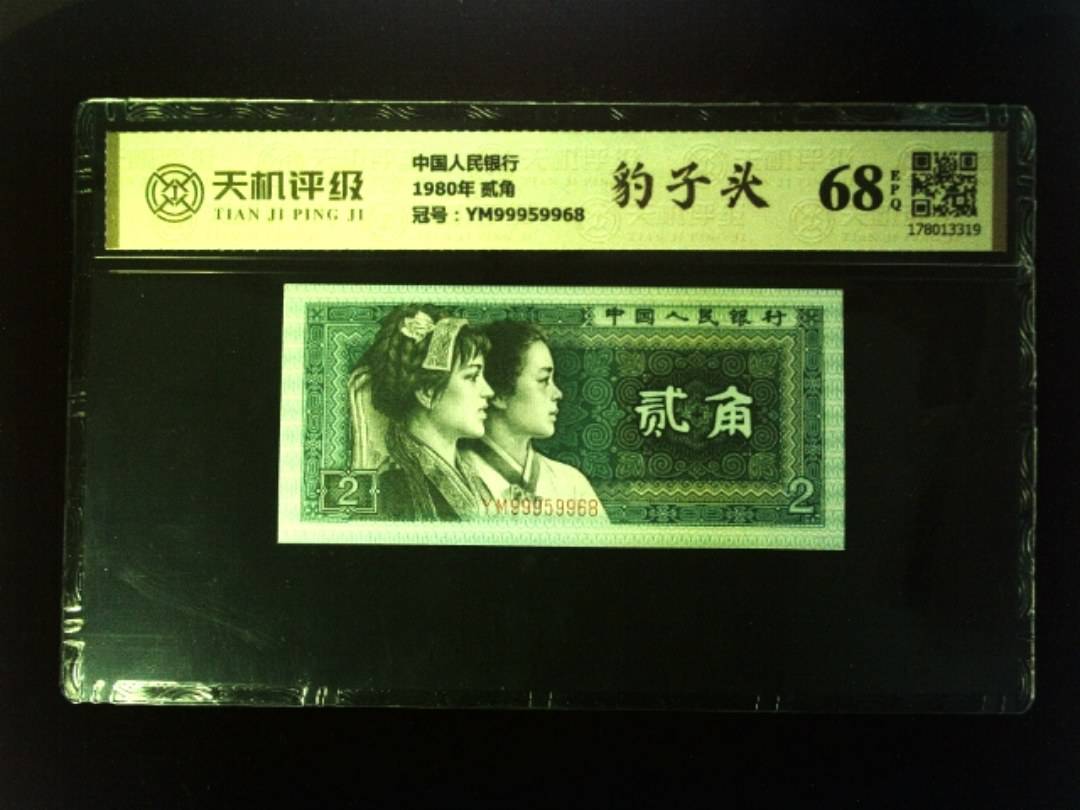 天机评级
TIAN JI PING JI
中国人民银行
1980年 贰角
冠号：YM99959968
豹子头
68
EPQ
178013319
中国人民银行
贰角
2
YM99959968
2